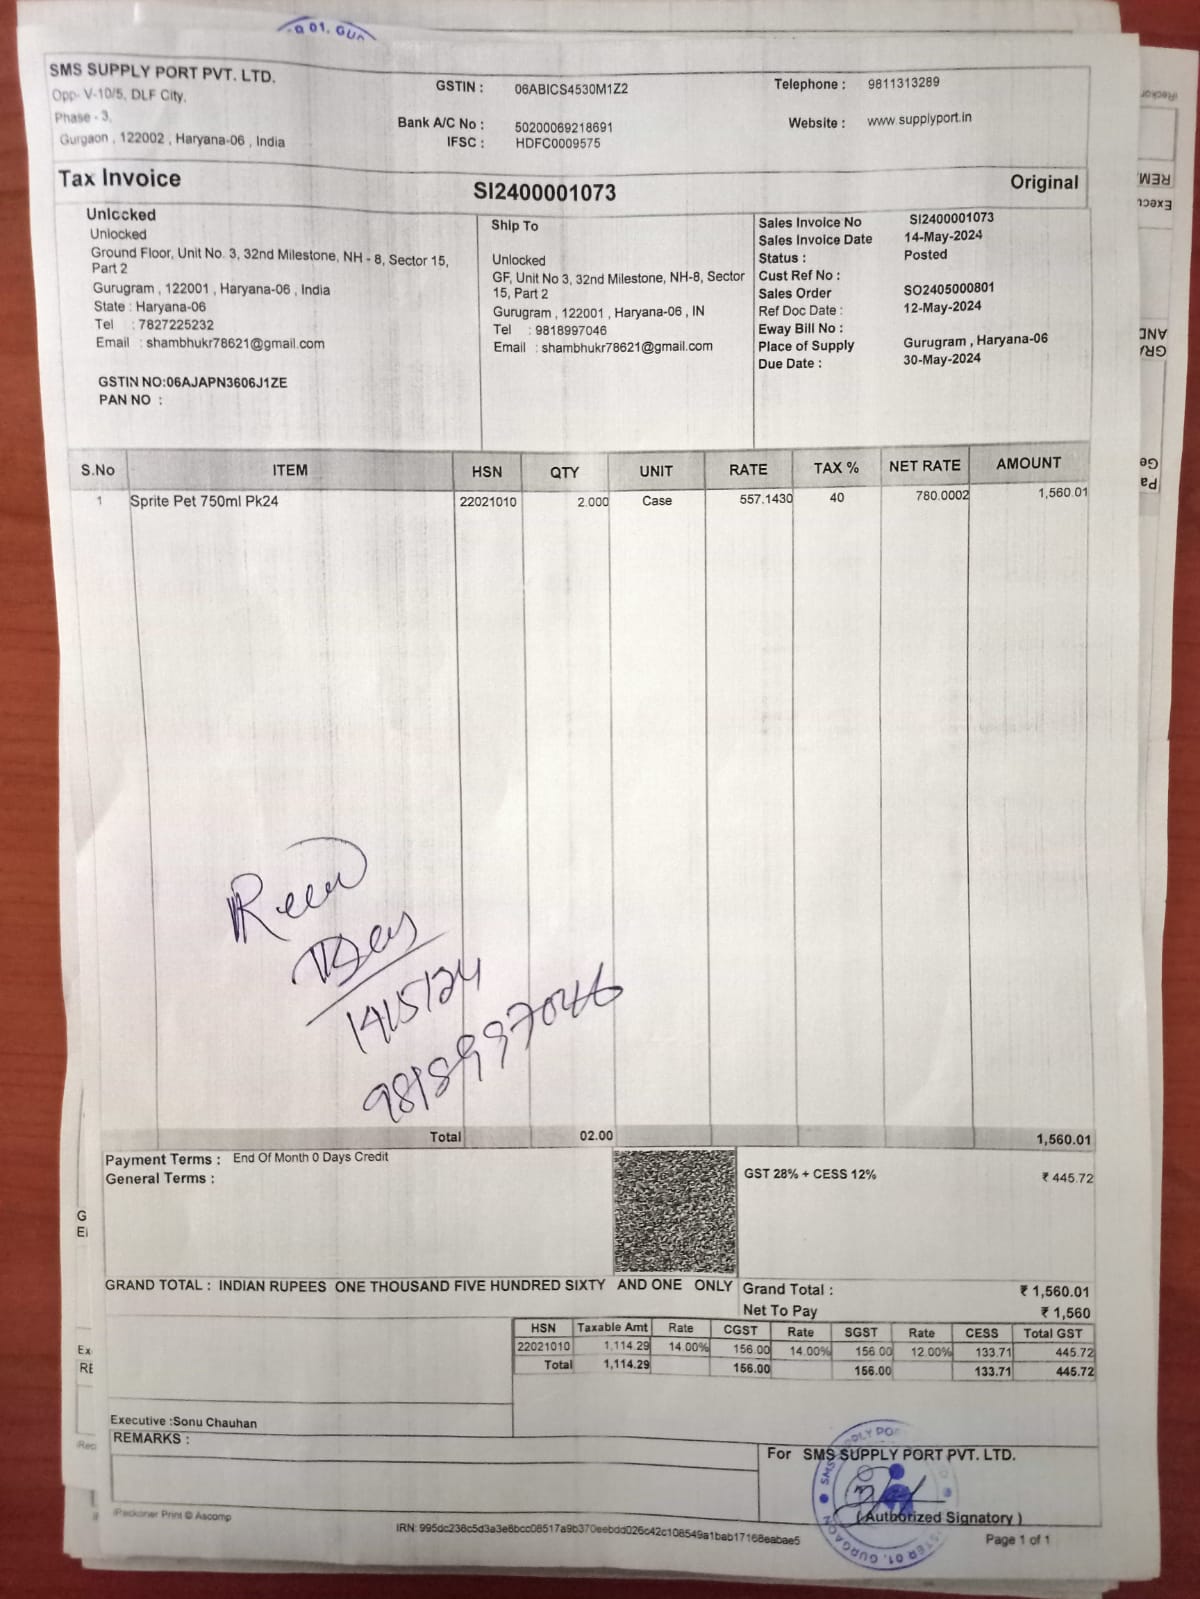 SMS SUPPLY PORT PVT. LTD.
Opp- V-10/5, DLF City,
Phase - 3,
Gurgaon , 122002 , Haryana-06 , India
GSTIN : 06ABICS4530M1Z2
Bank A/C No : 50200069218691
IFSC : HDFC0009575
Telephone : 9811313289
Website : www.supplyport.in
Tax Invoice SI2400001073 Original
Unlocked
Unlocked
Ground Floor, Unit No. 3, 32nd Milestone, NH - 8, Sector 15,
Part 2
Gurugram , 122001 , Haryana-06 , India
State : Haryana-06
Tel : 7827225232
Email : shambhukr78621@gmail.com
GSTIN NO:06AJAPN3606J1ZE
PAN NO :
Ship To
Unlocked
GF, Unit No 3, 32nd Milestone, NH-8, Sector
15, Part 2
Gurugram , 122001 , Haryana-06 , IN
Tel : 9818997046
Email : shambhukr78621@gmail.com
Sales Invoice No SI2400001073
Sales Invoice Date 14-May-2024
Status : Posted
Cust Ref No :
Sales Order SO2405000801
Ref Doc Date : 12-May-2024
Eway Bill No :
Place of Supply Gurugram , Haryana-06
Due Date : 30-May-2024
S.No ITEM HSN QTY UNIT RATE TAX % NET RATE AMOUNT
1 Sprite Pet 750ml Pk24 22021010 2.000 Case 557.1430 40 780.0002 1,560.01
14/5/24
9818997046
Total 02.00 1,560.01
Payment Terms : End Of Month 0 Days Credit
General Terms :
GST 28% + CESS 12% ₹ 445.72
GRAND TOTAL : INDIAN RUPEES ONE THOUSAND FIVE HUNDRED SIXTY AND ONE ONLY
Grand Total : ₹ 1,560.01
Net To Pay ₹ 1,560
HSN Taxable Amt Rate CGST Rate SGST Rate CESS Total GST
22021010 1,114.29 14.00% 156.00 14.00% 156.00 12.00% 133.71 445.72
Total 1,114.29 156.00 156.00 133.71 445.72
Executive :Sonu Chauhan
REMARKS :
For SMS SUPPLY PORT PVT. LTD.
(Authorized Signatory )
iReckoner Print © Ascomp
Page 1 of 1